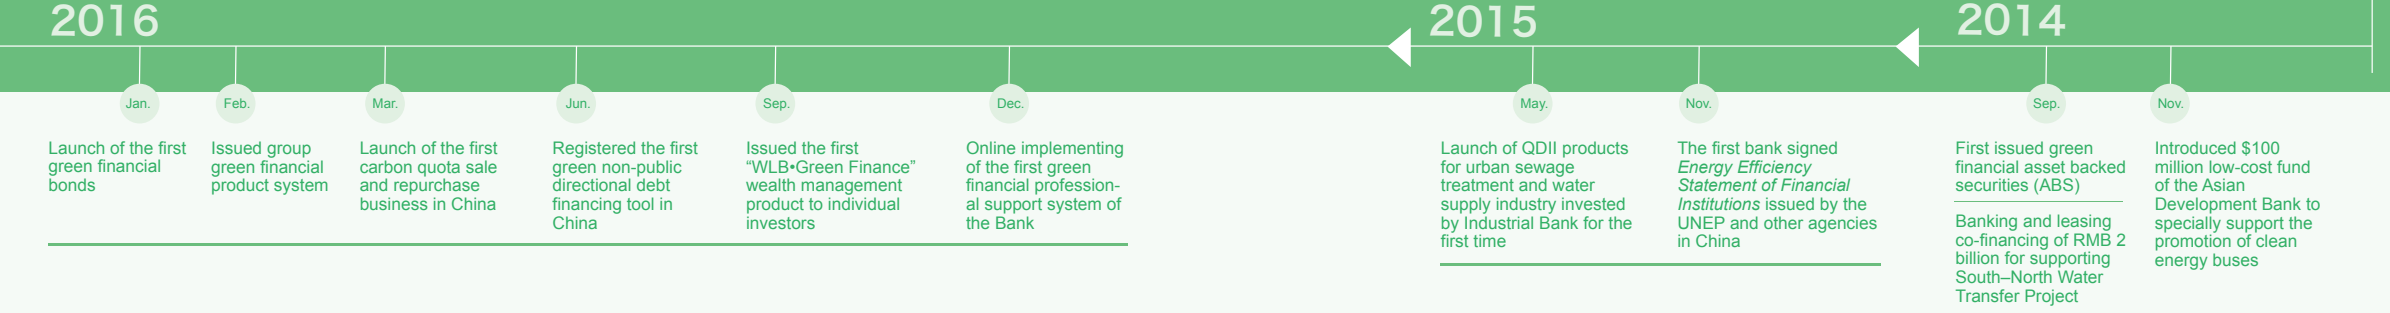 2016
Jan.
Launch of the first
green financial
bonds
Feb.
Issued group
green financial
product system
Mar.
Launch of the first
carbon quota sale
and repurchase
business in China
Jun.
Registered the first
green non-public
directional debt
financing tool in
China
Sep.
Issued the first
“WLB•Green Finance”
wealth management
product to individual
investors
Dec.
Online implementing
of the first green
financial profession-
al support system of
the Bank
2015
May.
Launch of QDII products
for urban sewage
treatment and water
supply industry invested
by Industrial Bank for the
first time
Nov.
The first bank signed
Energy Efficiency
Statement of Financial
Institutions issued by the
UNEP and other agencies
in China
2014
Sep.
First issued green
financial asset backed
securities (ABS)
Banking and leasing
co-financing of RMB 2
billion for supporting
South–North Water
Transfer Project
Nov.
Introduced $100
million low-cost fund
of the Asian
Development Bank to
specially support the
promotion of clean
energy buses